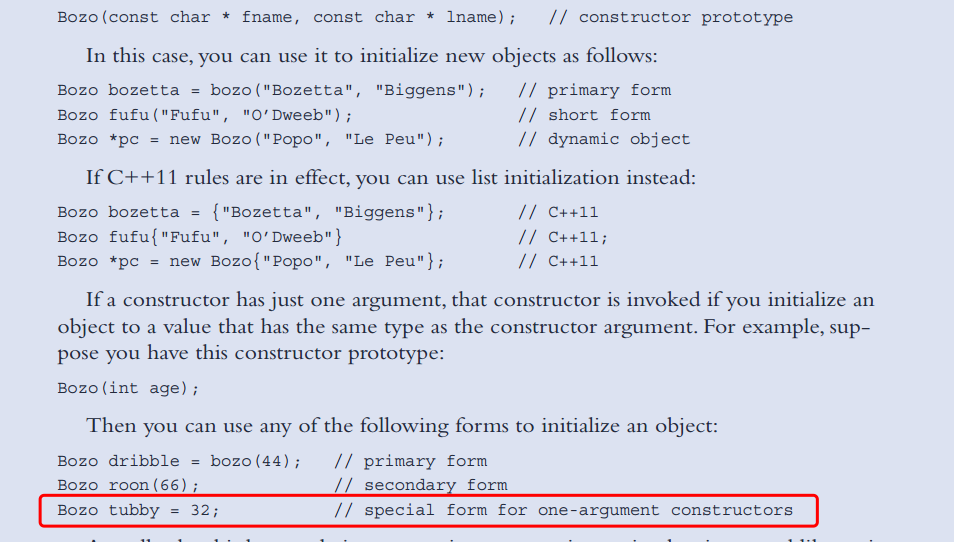 Bozo(const char * fname, const char * lname);   // constructor prototype
In this case, you can use it to initialize new objects as follows:
Bozo bozetta = bozo("Bozetta", "Biggens");   // primary form
Bozo fufu("Fufu", "O’Dweeb");                // short form
Bozo *pc = new Bozo("Popo", "Le Peu");       // dynamic object
If C++11 rules are in effect, you can use list initialization instead:
Bozo bozetta = {"Bozetta", "Biggens"};       // C++11
Bozo fufu{"Fufu", "O’Dweeb"}                 // C++11;
Bozo *pc = new Bozo{"Popo", "Le Peu"};       // C++11
If a constructor has just one argument, that constructor is invoked if you initialize an
object to a value that has the same type as the constructor argument. For example, sup-
pose you have this constructor prototype:
Bozo(int age);
Then you can use any of the following forms to initialize an object:
Bozo dribble = bozo(44);   // primary form
Bozo roon(66);             // secondary form
Bozo tubby = 32;           // special form for one-argument constructors